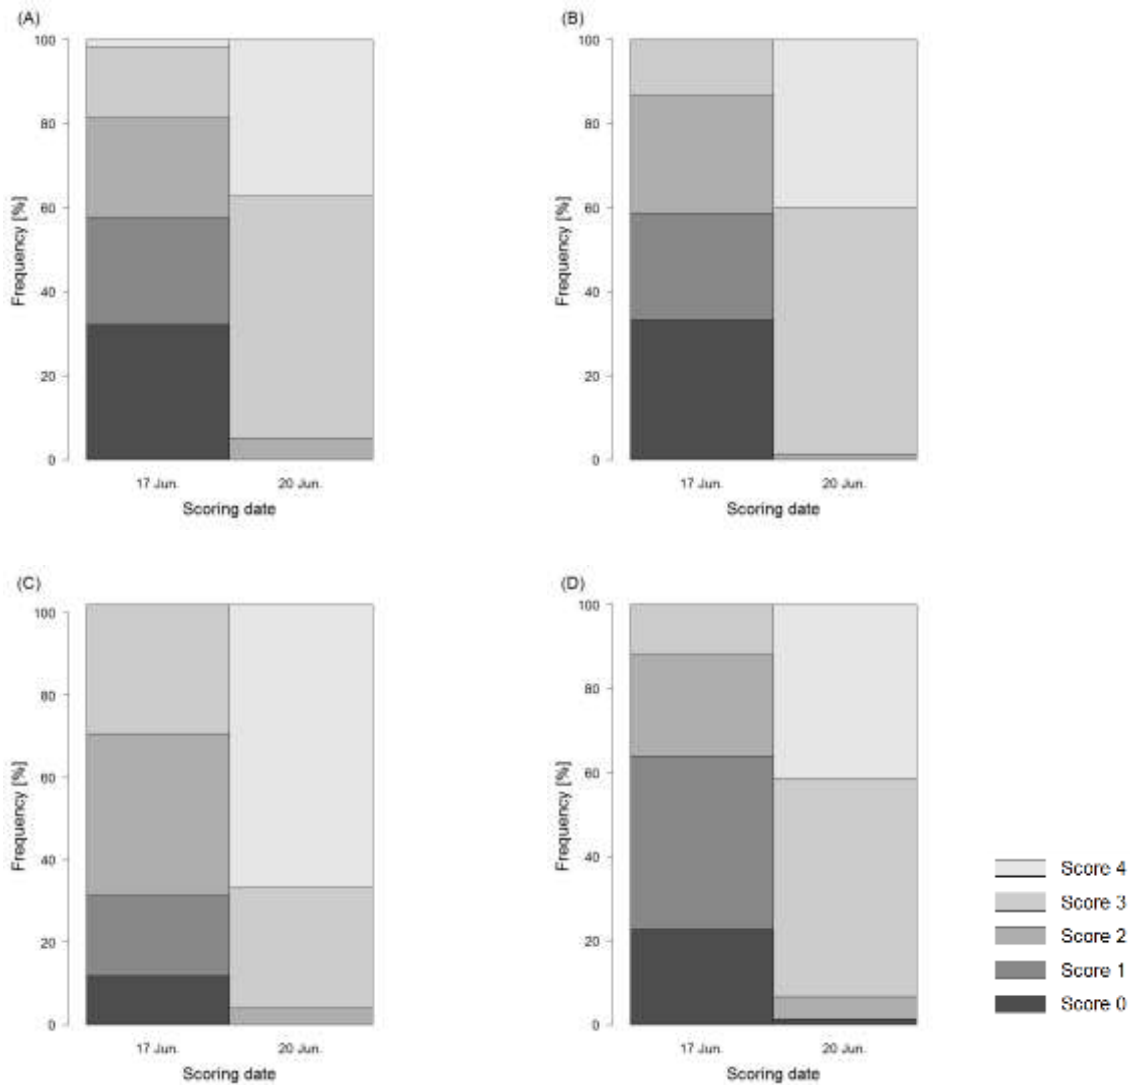 (A)
100
80
60
40
20
0
Frequency [%]
17 Jun.
20 Jun.
Scoring date
(B)
100
80
60
40
20
0
Frequency [%]
17 Jun.
20 Jun.
Scoring date
(C)
100
80
60
40
20
0
Frequency [%]
17 Jun.
20 Jun.
Scoring date
(D)
100
80
60
40
20
0
Frequency [%]
17 Jun.
20 Jun.
Scoring date
Score 4
Score 3
Score 2
Score 1
Score 0